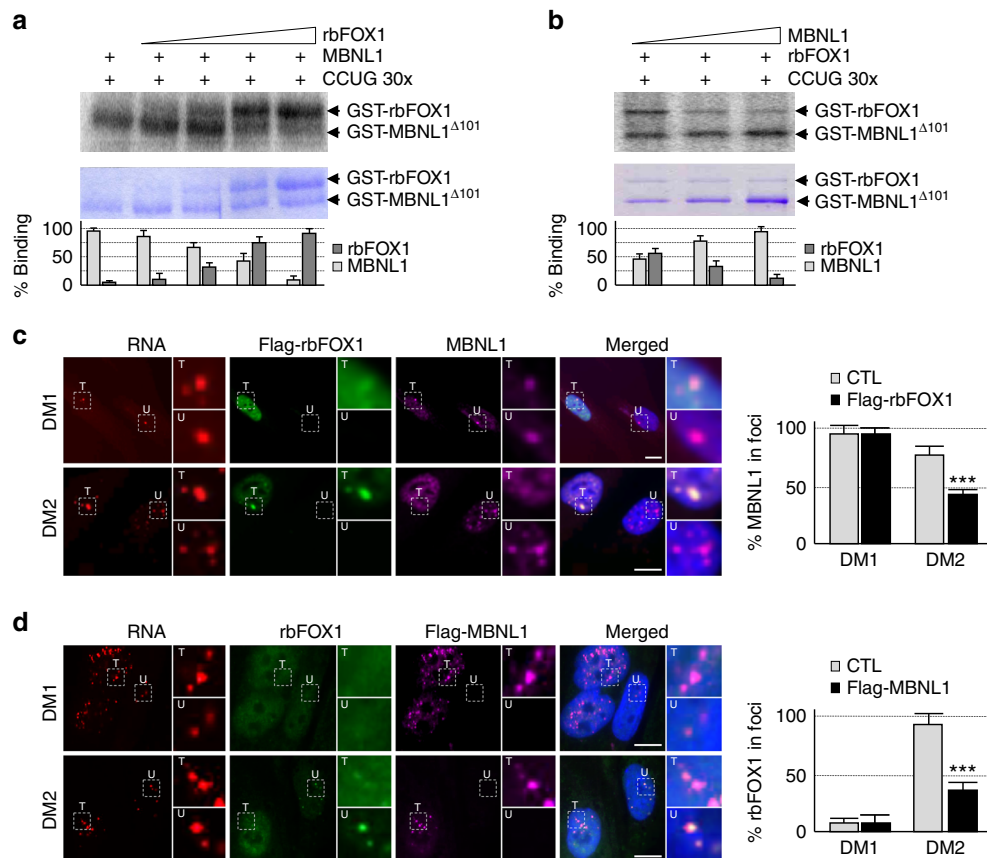 a
rbFOX1
+ + + + + MBNL1
+ + + + + CCUG 30x
GST-rbFOX1
GST-MBNL1Δ101
GST-rbFOX1
GST-MBNL1Δ101
% Binding
100
50
0
rbFOX1
MBNL1
b
MBNL1
+ + + rbFOX1
+ + + CCUG 30x
GST-rbFOX1
GST-MBNL1Δ101
GST-rbFOX1
GST-MBNL1Δ101
% Binding
100
50
0
rbFOX1
MBNL1
c
RNA Flag-rbFOX1 MBNL1 Merged
DM1
T U T U
T U T U
T U T U
T U T U
DM2
T U T U
T U T U
T U T U
T U T U
CTL
Flag-rbFOX1
% MBNL1 in foci
100
50
0
***
DM1 DM2
d
RNA rbFOX1 Flag-MBNL1 Merged
DM1
T U T U
T U T U
T U T U
T U T U
DM2
U T T U
U T T U
U T T U
U T T U
CTL
Flag-MBNL1
% rbFOX1 in foci
100
50
0
***
DM1 DM2